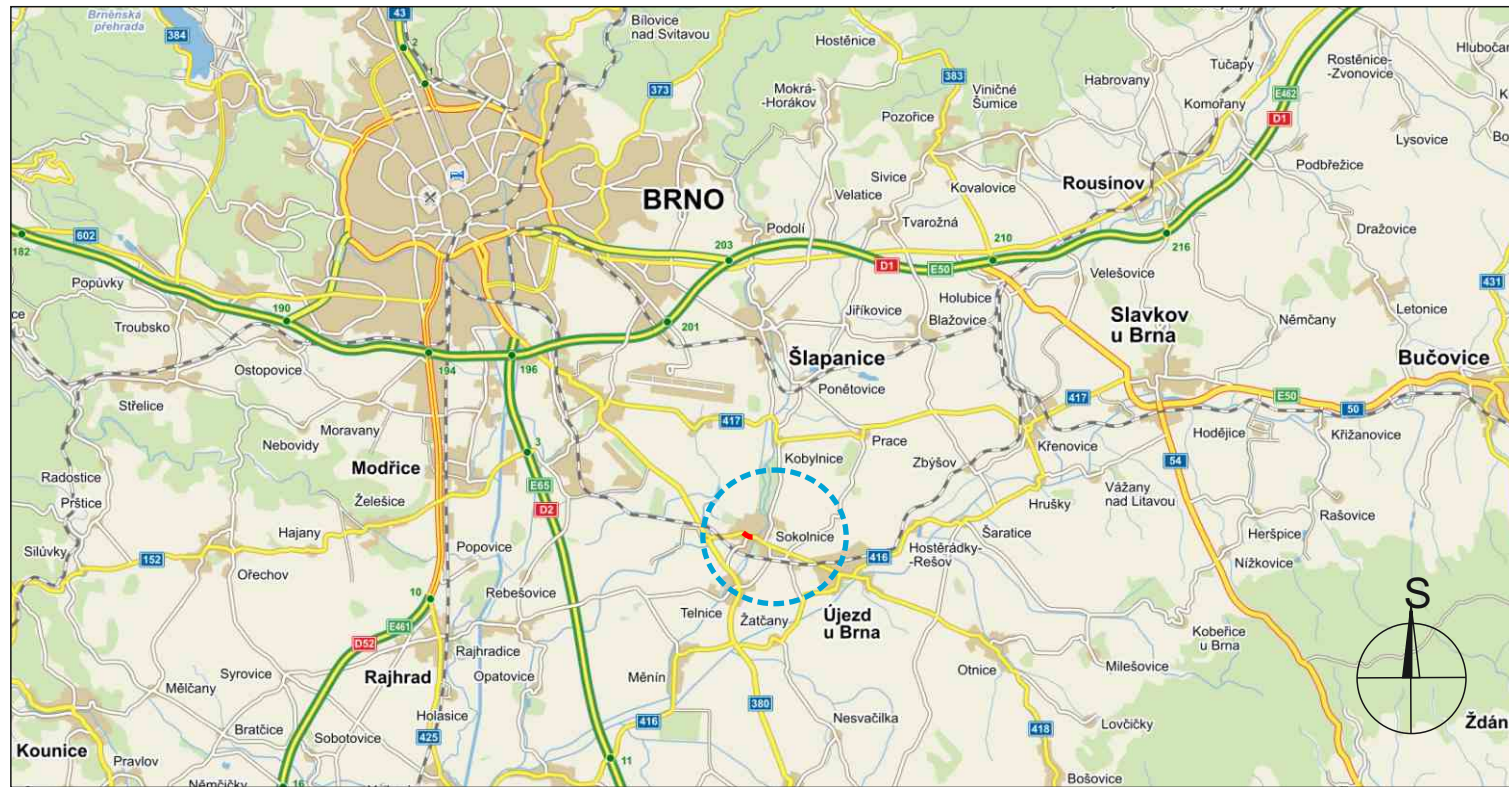 Brněnská
přehrada
384
43
2
1
Bílovice
nad Svitavou
Hostěnice
383
Viničné
Šumice
Habrovany
Tučapy
Rostěnice-
-Zvonovice
Hlubočan
373
Mokrá-
-Horákov
Pozořice
Komořany
E462
D1
Lysovice
Podbřežice
Sivice
Kovalovice
Rousínov
BRNO
Velatice
Tvarožná
Podolí
602
182
203
210
216
Dražovice
D1
E50
Velešovice
Popůvky
431
Holubice
190
Troubsko
201
Jiříkovice
Blažovice
Slavkov
u Brna
Němčany
Letonice
Ostopovice
194
196
Šlapanice
Bučovice
Ponětovice
Střelice
417
E50
50
417
Moravany
Nebovidy
3
Prace
Křenovice
Hodějice
Křižanovice
Modřice
Kobylnice
Zbýšov
54
Radostice
Želešice
E65
D2
Vážany
nad Litavou
Prštice
Hrušky
Rašovice
Hajany
Sokolnice
Šaratice
Silůvky
152
Popovice
416
Hostěrádky-
-Rešov
Heršpice
Ořechov
Nížkovice
10
Rebešovice
S
E461
Telnice
Žatčany
Újezd
u Brna
D52
Kobeřice
u Brna
Rajhradice
Syrovice
Rajhrad
Opatovice
Měnín
Otnice
Milešovice
Mělčany
380
Holasice
416
Nesvačilka
Lovčičky
Bratčice
Sobotovice
425
418
Ždán
Kounice
Pravlov
11
Bošovice
Němčičky
16